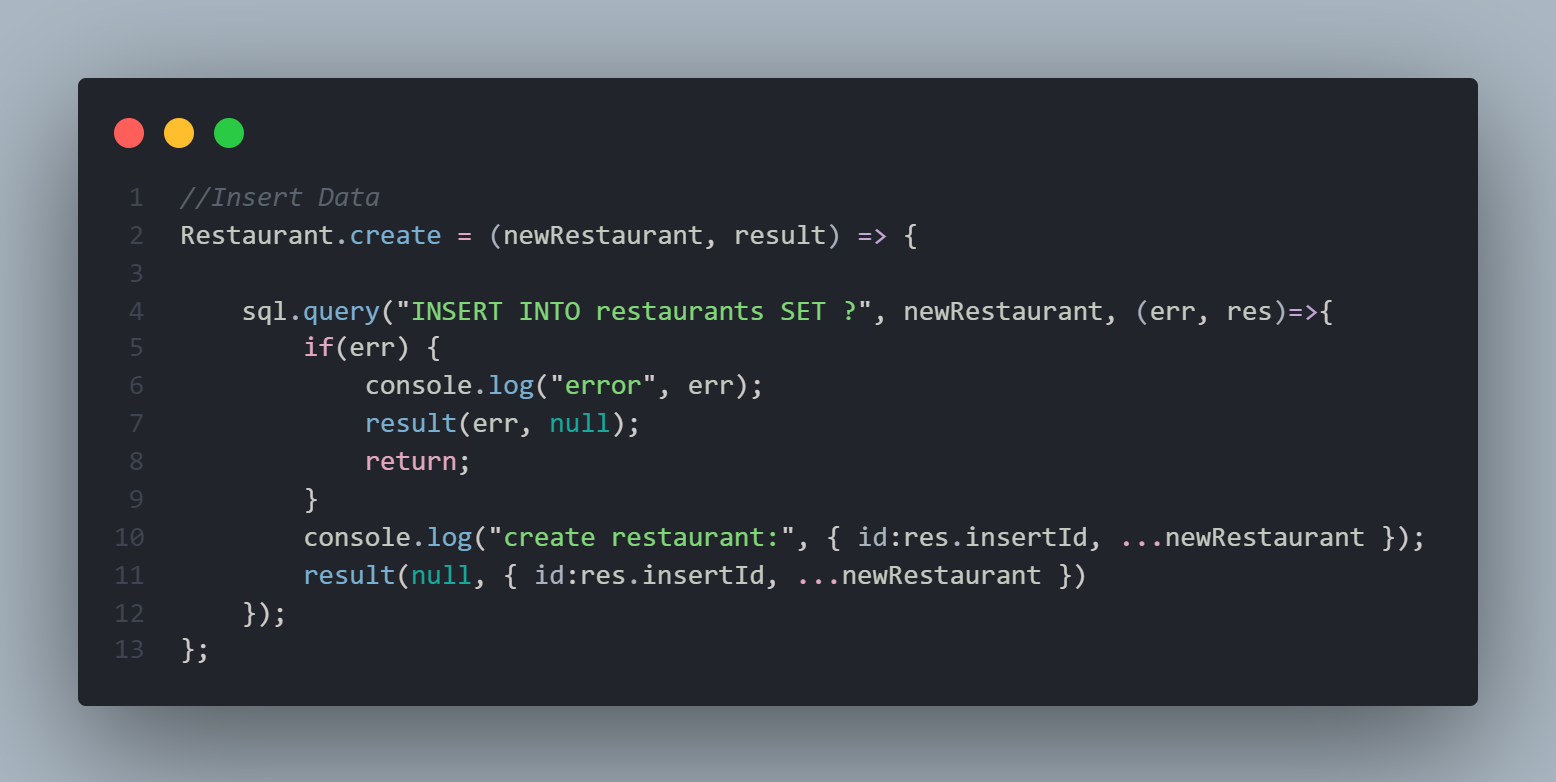 1 //Insert Data
2 Restaurant.create = (newRestaurant, result) => {
3
4     sql.query("INSERT INTO restaurants SET ?", newRestaurant, (err, res)=>{
5         if(err) {
6             console.log("error", err);
7             result(err, null);
8             return;
9         }
10         console.log("create restaurant:", { id:res.insertId, ...newRestaurant });
11         result(null, { id:res.insertId, ...newRestaurant })
12     });
13 };